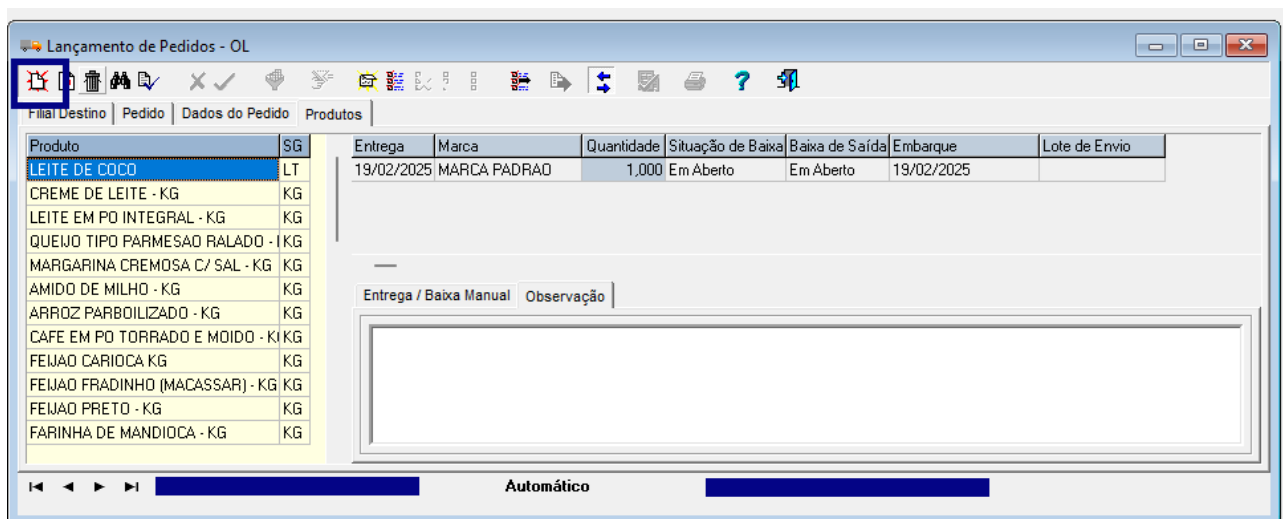 Lançamento de Pedidos - OL
Filial Destino Pedido Dados do Pedido Produtos
Produto SG Entrega Marca Quantidade Situação de Baixa Baixa de Saída Embarque Lote de Envio
LEITE DE COCO LT 19/02/2025 MARCA PADRAO 1,000 Em Aberto Em Aberto 19/02/2025
CREME DE LEITE - KG KG
LEITE EM PO INTEGRAL - KG KG
QUEIJO TIPO PARMESAO RALADO - KG
MARGARINA CREMOSA C/ SAL - KG KG
AMIDO DE MILHO - KG KG
Entrega / Baixa Manual Observação
ARROZ PARBOILIZADO - KG KG
CAFE EM PO TORRADO E MOIDO - KG
FEIJAO CARIOCA KG KG
FEIJAO FRADINHO (MACASSAR) - KG KG
FEIJAO PRETO - KG KG
FARINHA DE MANDIOCA - KG KG
Automático